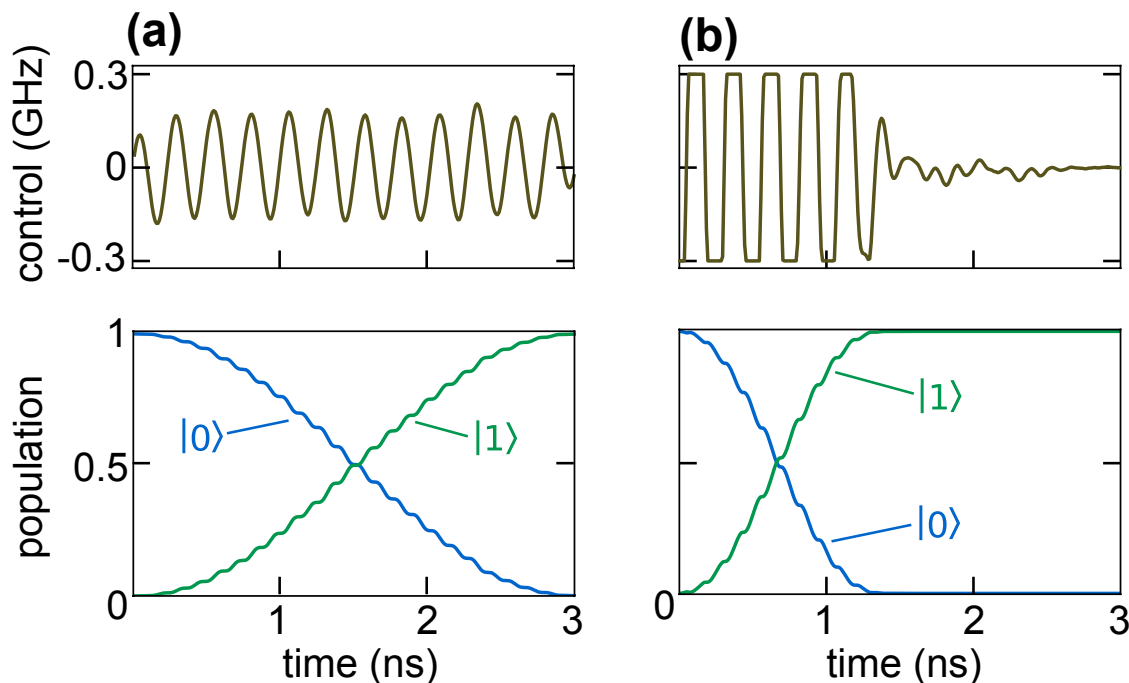 (a)
control (GHz)
0.3
0
-0.3
(b)
population
1
0.5
0
|0⟩
|1⟩
1
2
3
time (ns)
|1⟩
|0⟩
0
1
2
3
time (ns)